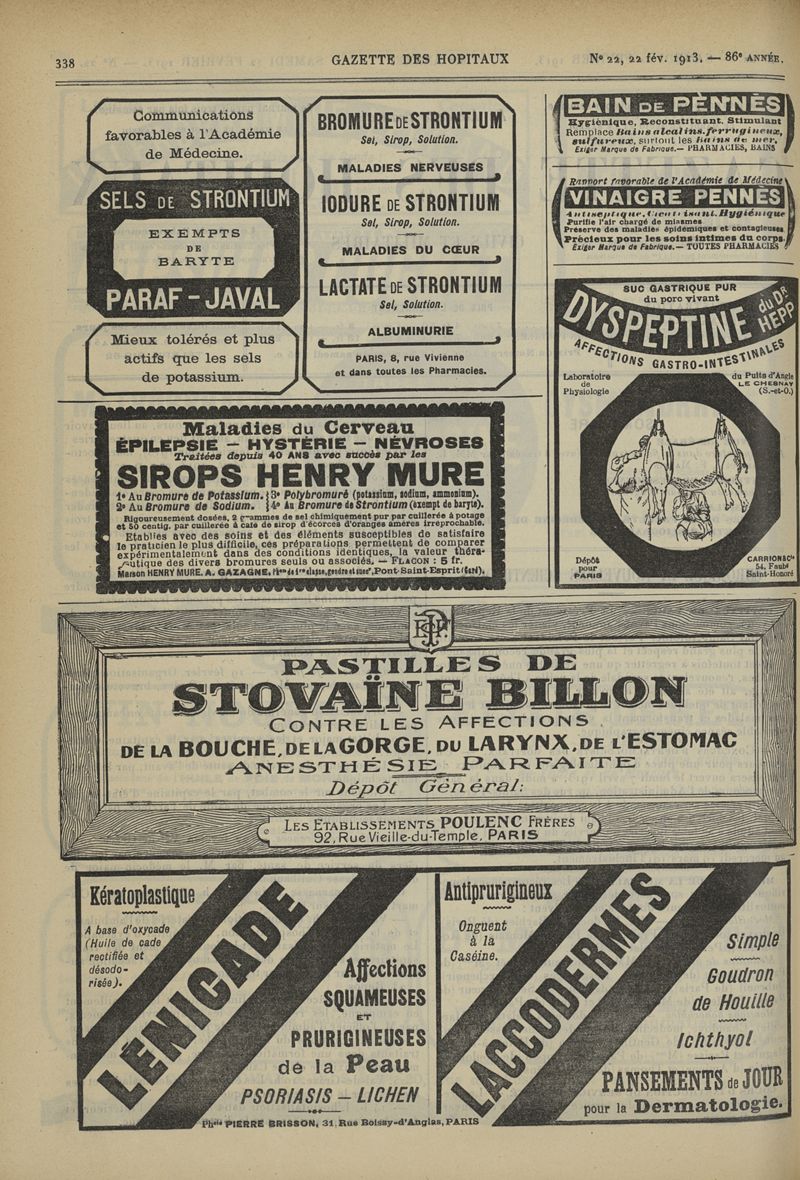 338
GAZETTE DES HOPITAUX
Nº 22, 22 fév. 1913. — 86e ANNÉE.
Communications
favorables à l'Académie
de Médecine.
SELS DE STRONTIUM
EXEMPTS
DE
BARYTE
PARAF-JAVAL
Mieux tolérés et plus
actifs que les sels
de potassium.
BROMURE DE STRONTIUM
Sel, Sirop, Solution.
MALADIES NERVEUSES
IODURE DE STRONTIUM
Sel, Sirop, Solution.
MALADIES DU CŒUR
LACTATE DE STRONTIUM
Sel, Solution.
ALBUMINURIE
PARIS, 8, rue Vivienne
et dans toutes les Pharmacies.
BAIN DE PENNÈS
Hygiénique, Reconstituant, Stimulant
Remplace Bains alcalins, ferrugineux,
sulfureux, surtout les Bains de mer.
Exiger Marque de Fabrique. — PHARMACIES, BAINS
Rapport favorable de l'Académie de Médecine
VINAIGRE PENNÈS
Antiseptique, Cicatrisant, Hygiénique
Purifie l'air chargé de miasmes
Préserve des maladies épidémiques et contagieuses
Précieux pour les soins intimes du corps.
Exiger Marque de Fabrique. — TOUTES PHARMACIES
SUC GASTRIQUE PUR
du porc vivant
DYSPEPTINE du Dr HEPP
AFFECTIONS GASTRO-INTESTINALES
Laboratoire
de
Physiologie
du Puits d'Angle
LE CHESNAY
(S.-et-O.)
Dépôt
pour
PARIS
CARRION & Cie
54, Faubg
Saint-Honoré
Maladies du Cerveau
ÉPILEPSIE — HYSTÉRIE — NÉVROSES
Traitées depuis 40 ANS avec succès par les
SIROPS HENRY MURE
1º Au Bromure de Potassium. 3º Polybromuré (potassium, sodium, ammonium).
2º Au Bromure de Sodium. 4º Au Bromure de Strontium (exempt de baryte).
Rigoureusement dosées, 2 grammes de sel chimiquement pur par cuillerée à potage
et 50 centig. par cuillerée à café de sirop d'écorces d'oranges amères irréprochable.
Etablies avec des soins et des éléments susceptibles de satisfaire
le praticien le plus difficile, ces préparations permettent de comparer
expérimentalement dans des conditions identiques, la valeur théra-
peutique des divers bromures seuls ou associés. — FLACON : 5 fr.
Maison HENRY MURE. A. GAZAGNE, Phen de 1re classe, gendre et succr, Pont-Saint-Esprit (Gard).
PASTILLES DE
STOVAÏNE BILLON
CONTRE LES AFFECTIONS
DE LA BOUCHE, DE LA GORGE, DU LARYNX, DE L'ESTOMAC
ANESTHÉSIE PARFAITE
Dépôt Général:
LES ETABLISSEMENTS POULENC FRÈRES
92, Rue Vieille-du-Temple, PARIS
Kératoplastique
A base d'oxycade
(Huile de cade
rectifiée et
désodo-
risée).
LÉNICADE
Affections
SQUAMEUSES
ET
PRURIGINEUSES
de la Peau
PSORIASIS — LICHEN
Antiprurigineux
Onguent
à la
Caséine.
LACCODERMES
Simple
Goudron
de Houille
Ichthyol
PANSEMENTS de JOUR
pour la Dermatologie.
Phcie PIERRE BRISSON, 31, Rue Boissy-d'Anglas, PARIS